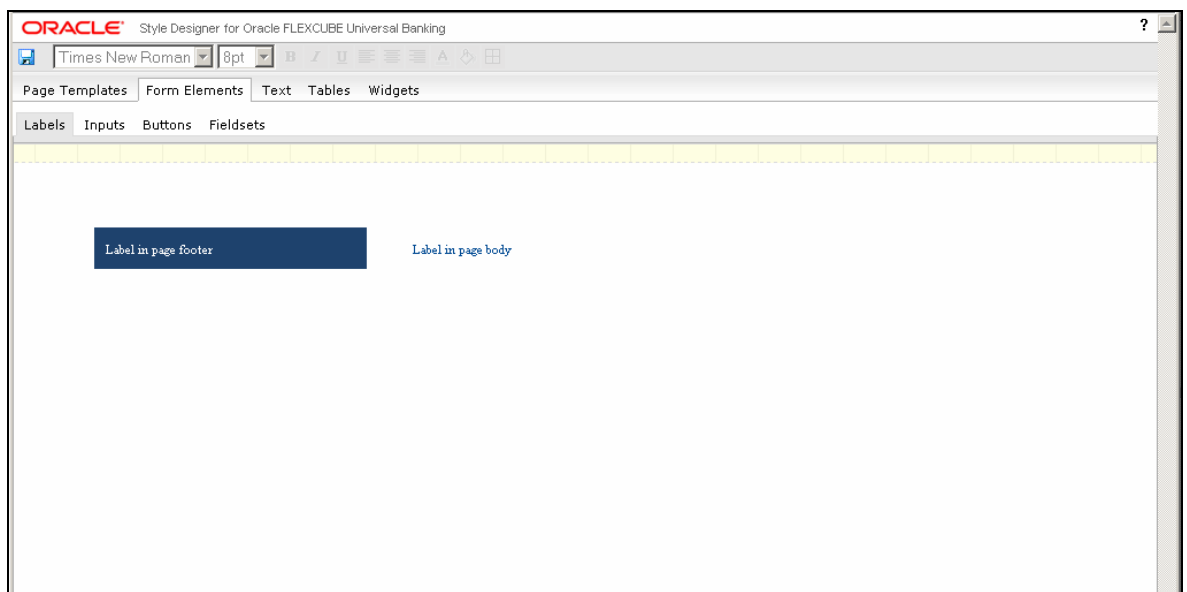 ORACLE® Style Designer for Oracle FLEXCUBE Universal Banking ?
Times New Roman 8pt B I U A
Page Templates Form Elements Text Tables Widgets
Labels Inputs Buttons Fieldsets
Label in page footer Label in page body